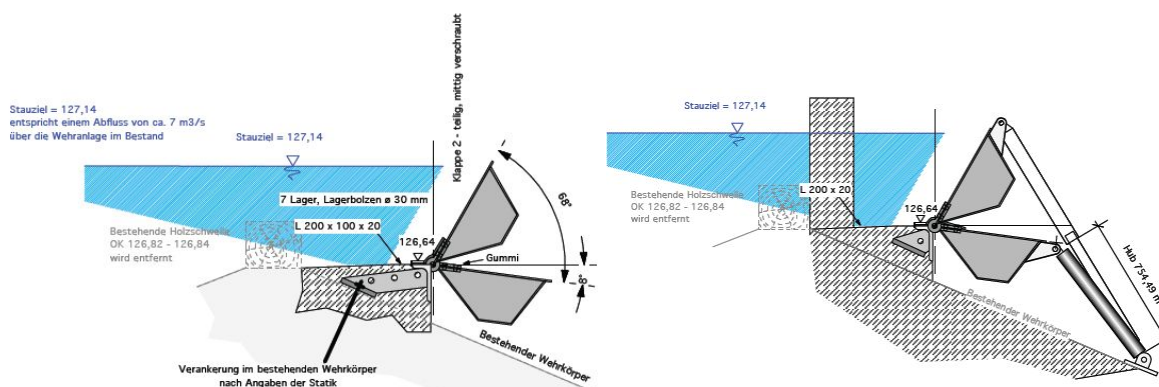 Stauziel = 127,14
entspricht einem Abfluss von ca. 7 m3/s
über die Wehranlage im Bestand
Stauziel = 127,14
Klappe 2 - teilig, mittig verschraubt
68°
7 Lager, Lagerbolzen ø 30 mm
L 200 x 100 x 20
Bestehende Holzschwelle
OK 126,82 - 126,84
wird entfernt
126,64
Gummi
8°
Bestehender Wehrkörper
Verankerung im bestehenden Wehrkörper
nach Angaben der Statik
Stauziel = 127,14
L 200 x 20
Bestehende Holzschwelle
OK 126,82 - 126,84
wird entfernt
126,64
Hub 754,49 m
Bestehender Wehrkörper